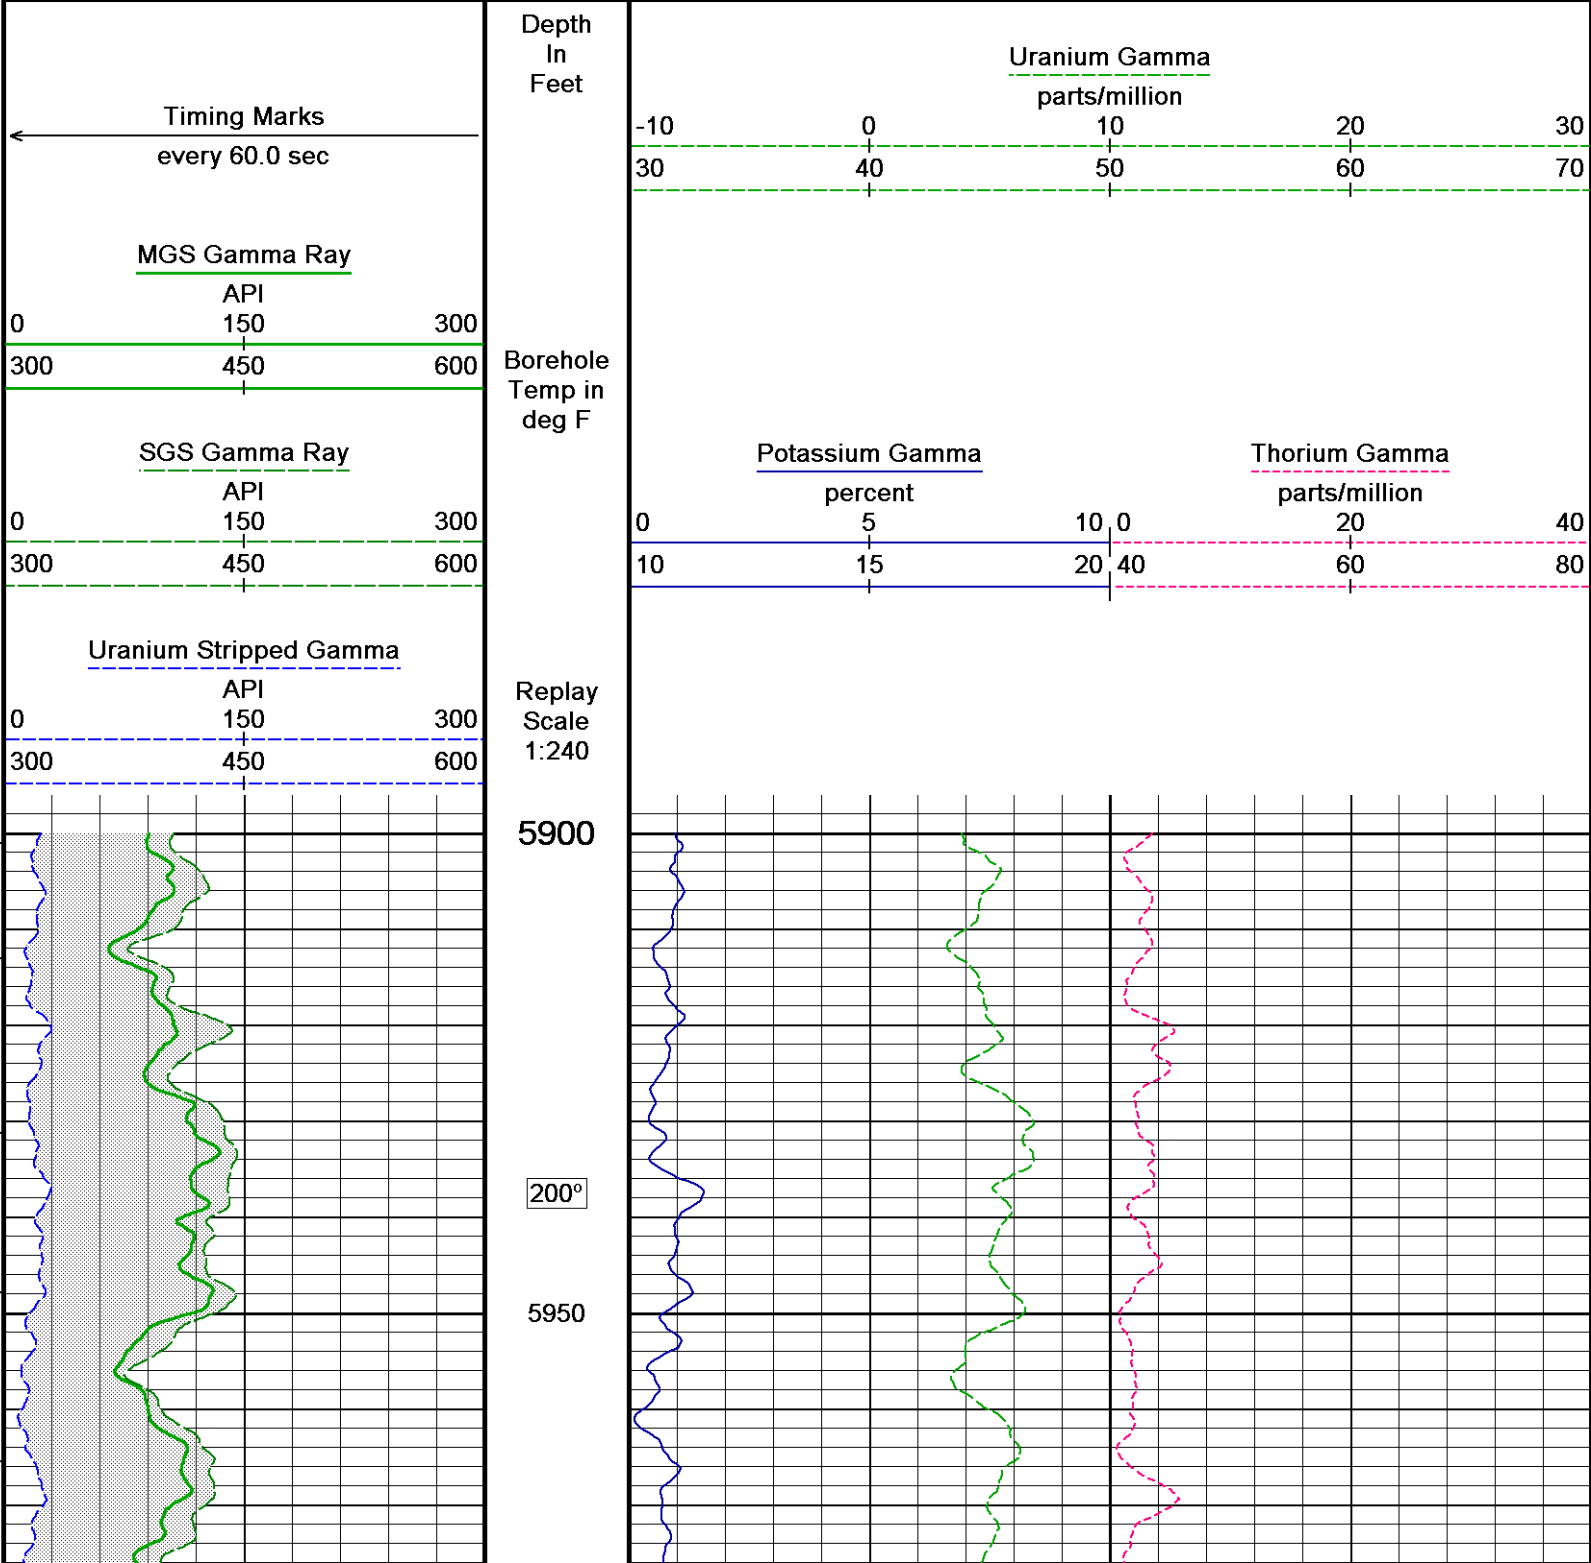 Timing Marks
every 60.0 sec
MGS Gamma Ray
API
0 150 300
300 450 600
SGS Gamma Ray
API
0 150 300
300 450 600
Uranium Stripped Gamma
API
0 150 300
300 450 600
Depth
In
Feet
Borehole
Temp in
deg F
Replay
Scale
1:240
Uranium Gamma
parts/million
-10 0 10 20 30
30 40 50 60 70
Potassium Gamma
percent
0 5 10
10 15 20
Thorium Gamma
parts/million
0 20 40
40 60 80
5900
200º
5950